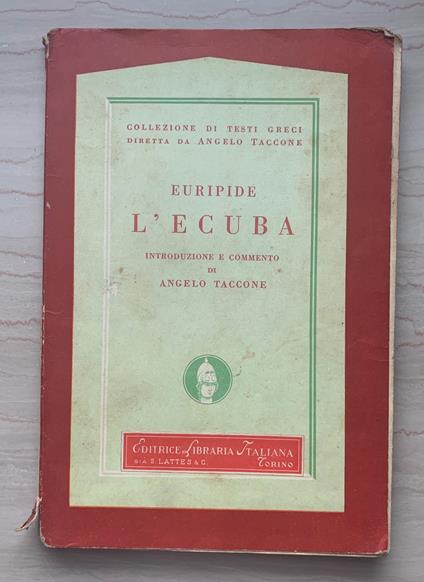 COLLEZIONE DI TESTI GRECI
DIRETTA DA ANGELO TACCONE
EURIPIDE
L'ECUBA
INTRODUZIONE E COMMENTO
DI
ANGELO TACCONE
EDITRICE LIBRARIA ITALIANA
GIÀ S. LATTES & C. TORINO